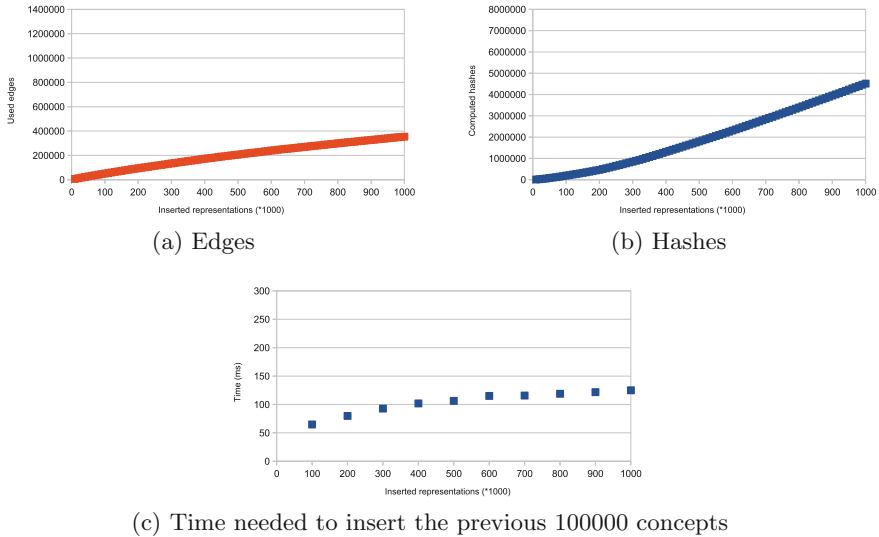 1400000
1200000
1000000
800000
600000
400000
200000
0
Used edges
0 100 200 300 400 500 600 700 800 900 1000
Inserted representations (*1000)
(a) Edges
8000000
7000000
6000000
5000000
4000000
3000000
2000000
1000000
0
Computed hashes
0 100 200 300 400 500 600 700 800 900 1000
Inserted representations (*1000)
(b) Hashes
300
250
200
150
100
50
0
Time (ms)
0 100 200 300 400 500 600 700 800 900 1000
Inserted representations (*1000)
(c) Time needed to insert the previous 100000 concepts